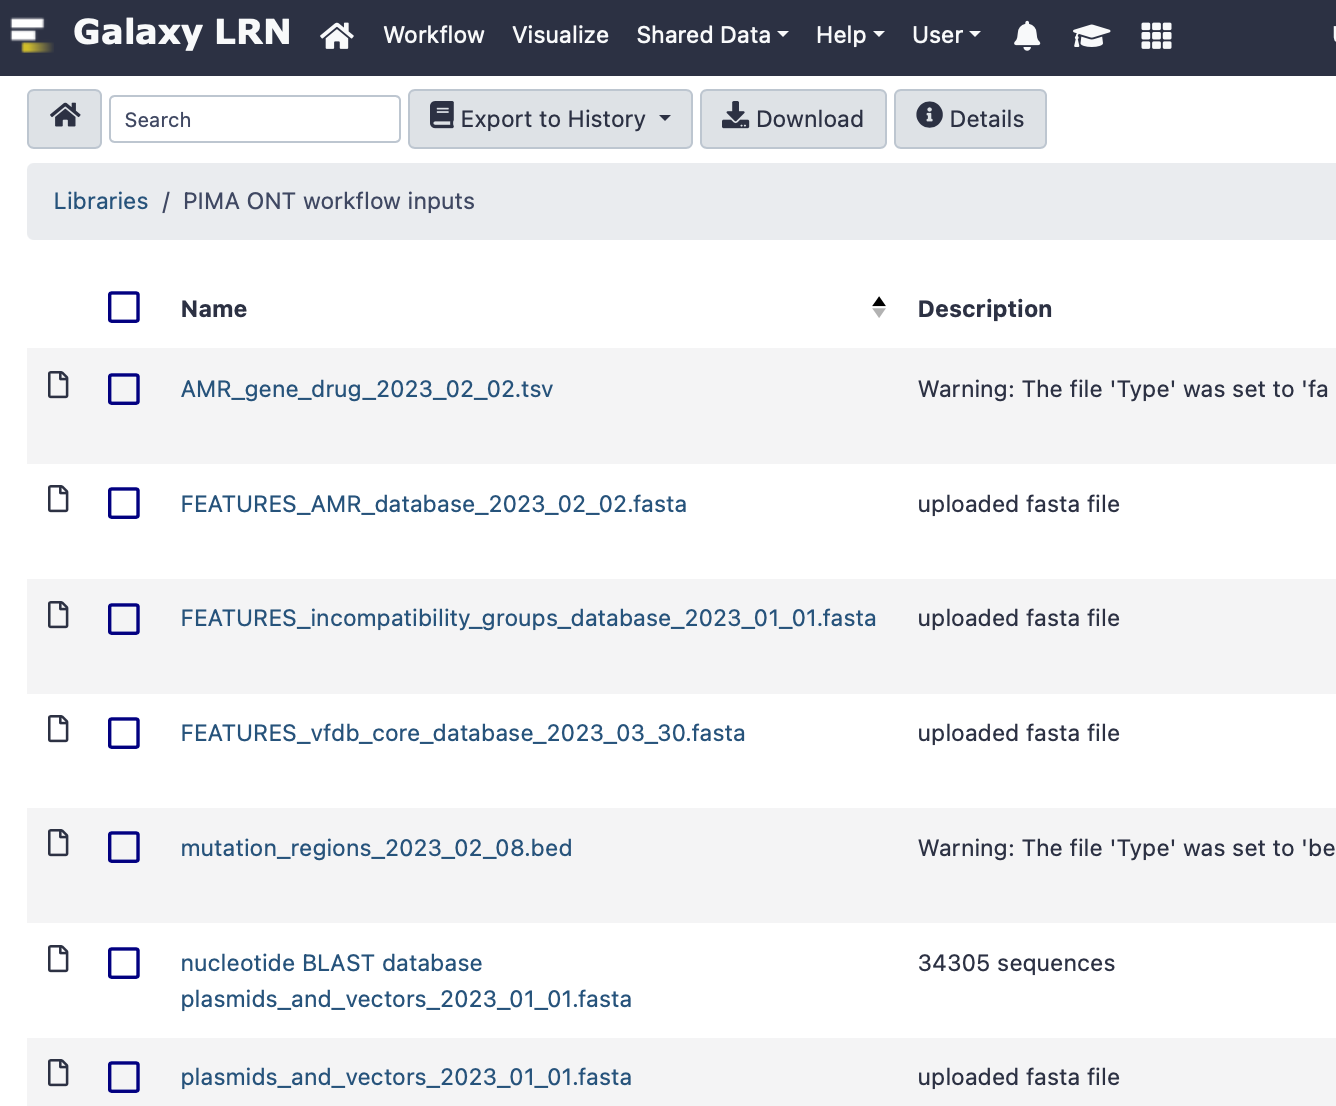 Galaxy LRN Workflow Visualize Shared Data Help User
Search Export to History Download Details
Libraries / PIMA ONT workflow inputs
Name Description
AMR_gene_drug_2023_02_02.tsv Warning: The file 'Type' was set to 'fa
FEATURES_AMR_database_2023_02_02.fasta uploaded fasta file
FEATURES_incompatibility_groups_database_2023_01_01.fasta uploaded fasta file
FEATURES_vfdb_core_database_2023_03_30.fasta uploaded fasta file
mutation_regions_2023_02_08.bed Warning: The file 'Type' was set to 'be
nucleotide BLAST database 34305 sequences
plasmids_and_vectors_2023_01_01.fasta
plasmids_and_vectors_2023_01_01.fasta uploaded fasta file